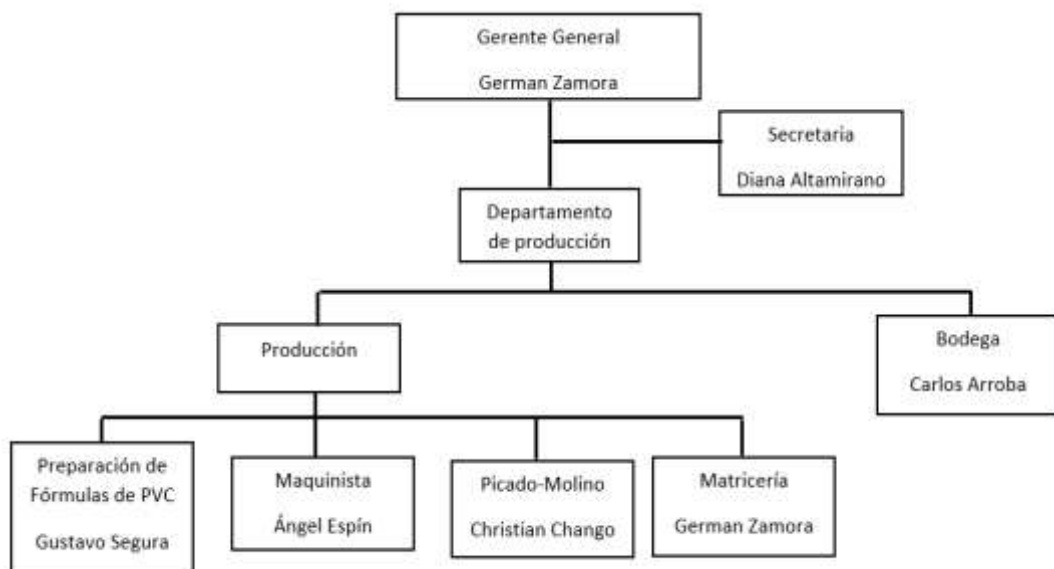 Gerente General
German Zamora
Secretaria
Diana Altamirano
Departamento
de producción
Producción
Bodega
Carlos Arroba
Preparación de
Fórmulas de PVC
Gustavo Segura
Maquinista
Ángel Espín
Picado-Molino
Christian Chango
Matricería
German Zamora